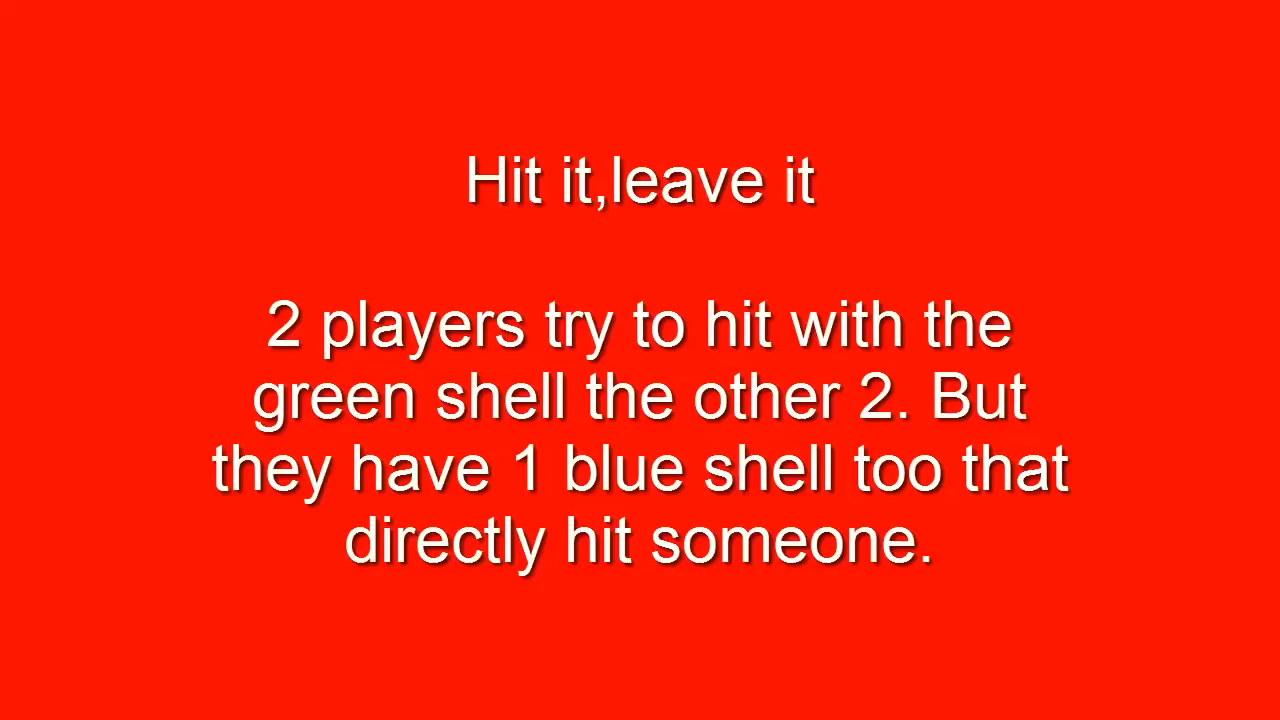 Hit it,leave it
2 players try to hit with the
green shell the other 2. But
they have 1 blue shell too that
directly hit someone.